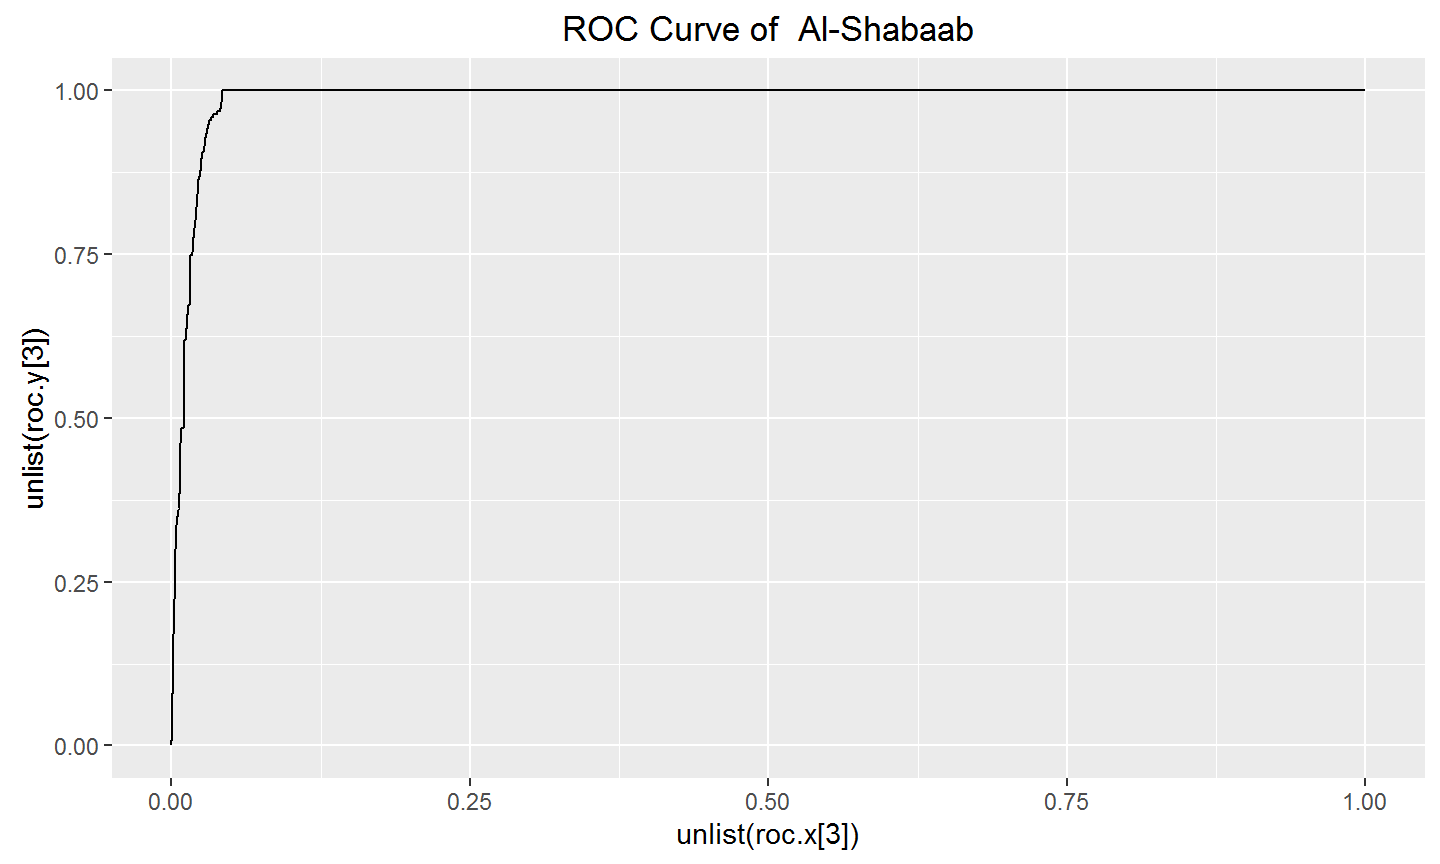 ROC Curve of  Al-Shabaab
unlist(roc.y[3])
1.00
0.75
0.50
0.25
0.00
0.00 0.25 0.50 0.75 1.00
unlist(roc.x[3])